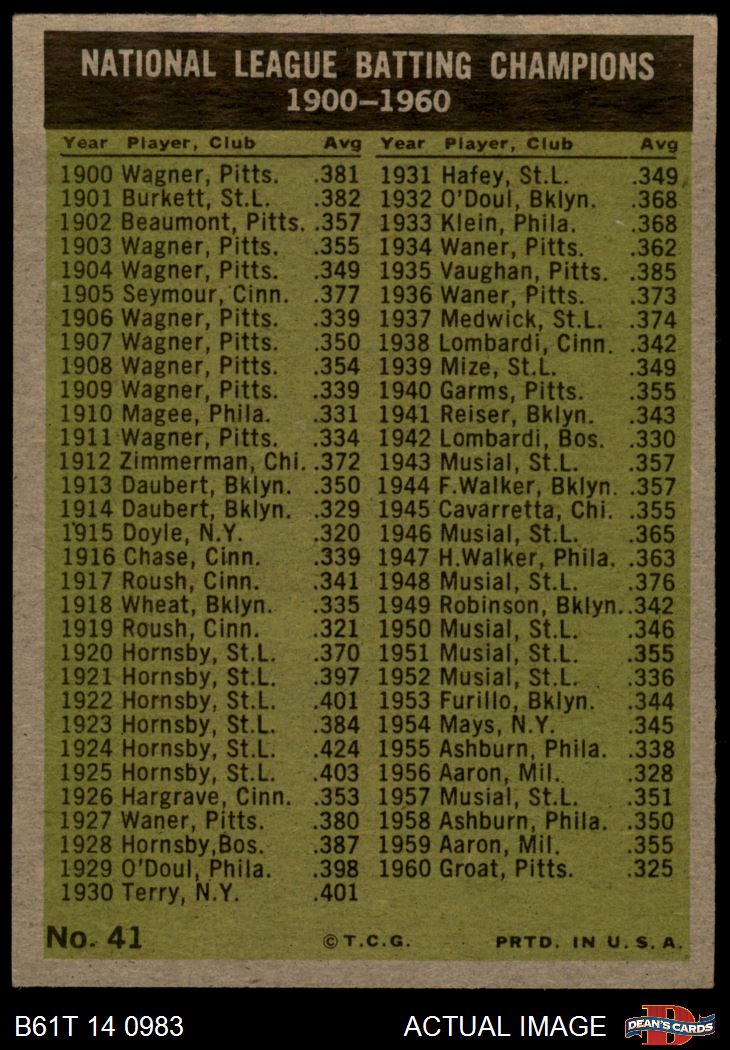 NATIONAL LEAGUE BATTING CHAMPIONS
1900–1960
Year Player, Club Avg
1900 Wagner, Pitts. .381
1901 Burkett, St.L. .382
1902 Beaumont, Pitts. .357
1903 Wagner, Pitts. .355
1904 Wagner, Pitts. .349
1905 Seymour, Cinn. .377
1906 Wagner, Pitts. .339
1907 Wagner, Pitts. .350
1908 Wagner, Pitts. .354
1909 Wagner, Pitts. .339
1910 Magee, Phila. .331
1911 Wagner, Pitts. .334
1912 Zimmerman, Chi. .372
1913 Daubert, Bklyn. .350
1914 Daubert, Bklyn. .329
1915 Doyle, N.Y. .320
1916 Chase, Cinn. .339
1917 Roush, Cinn. .341
1918 Wheat, Bklyn. .335
1919 Roush, Cinn. .321
1920 Hornsby, St.L. .370
1921 Hornsby, St.L. .397
1922 Hornsby, St.L. .401
1923 Hornsby, St.L. .384
1924 Hornsby, St.L. .424
1925 Hornsby, St.L. .403
1926 Hargrave, Cinn. .353
1927 Waner, Pitts. .380
1928 Hornsby,Bos. .387
1929 O'Doul, Phila. .398
1930 Terry, N.Y. .401
Year Player, Club Avg
1931 Hafey, St.L. .349
1932 O'Doul, Bklyn. .368
1933 Klein, Phila. .368
1934 Waner, Pitts. .362
1935 Vaughan, Pitts. .385
1936 Waner, Pitts. .373
1937 Medwick, St.L. .374
1938 Lombardi, Cinn. .342
1939 Mize, St.L. .349
1940 Garms, Pitts. .355
1941 Reiser, Bklyn. .343
1942 Lombardi, Bos. .330
1943 Musial, St.L. .357
1944 F.Walker, Bklyn. .357
1945 Cavarretta, Chi. .355
1946 Musial, St.L. .365
1947 H.Walker, Phila. .363
1948 Musial, St.L. .376
1949 Robinson, Bklyn. .342
1950 Musial, St.L. .346
1951 Musial, St.L. .355
1952 Musial, St.L. .336
1953 Furillo, Bklyn. .344
1954 Mays, N.Y. .345
1955 Ashburn, Phila. .338
1956 Aaron, Mil. .328
1957 Musial, St.L. .351
1958 Ashburn, Phila. .350
1959 Aaron, Mil. .355
1960 Groat, Pitts. .325
No. 41 © T.C.G. PRTD. IN U. S. A.
B61T 14 0983 ACTUAL IMAGE D DEAN'S CARDS